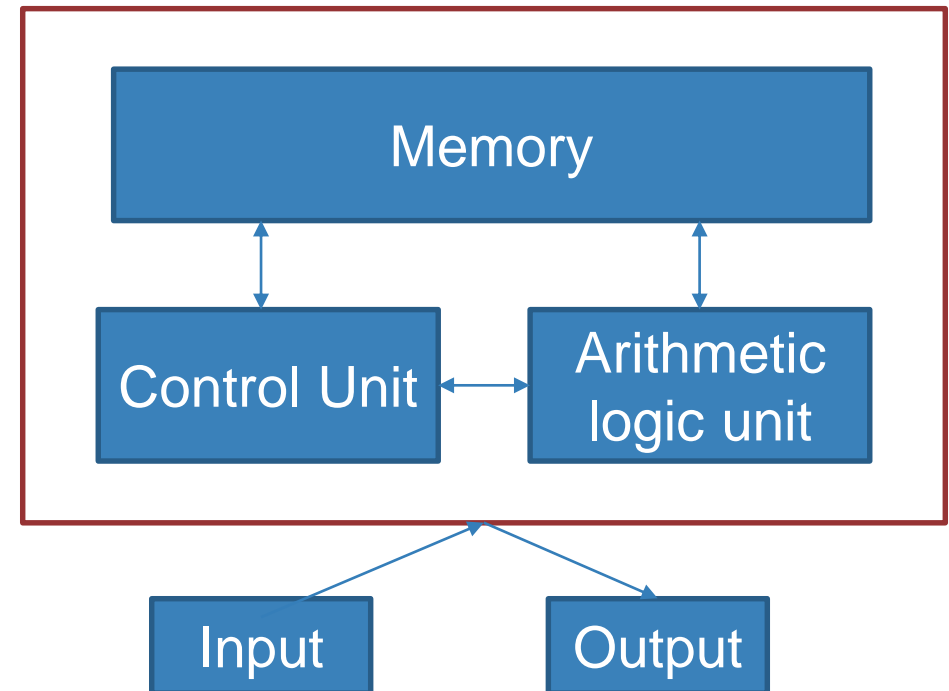 Memory
Control Unit
Arithmetic
logic unit
Input
Output